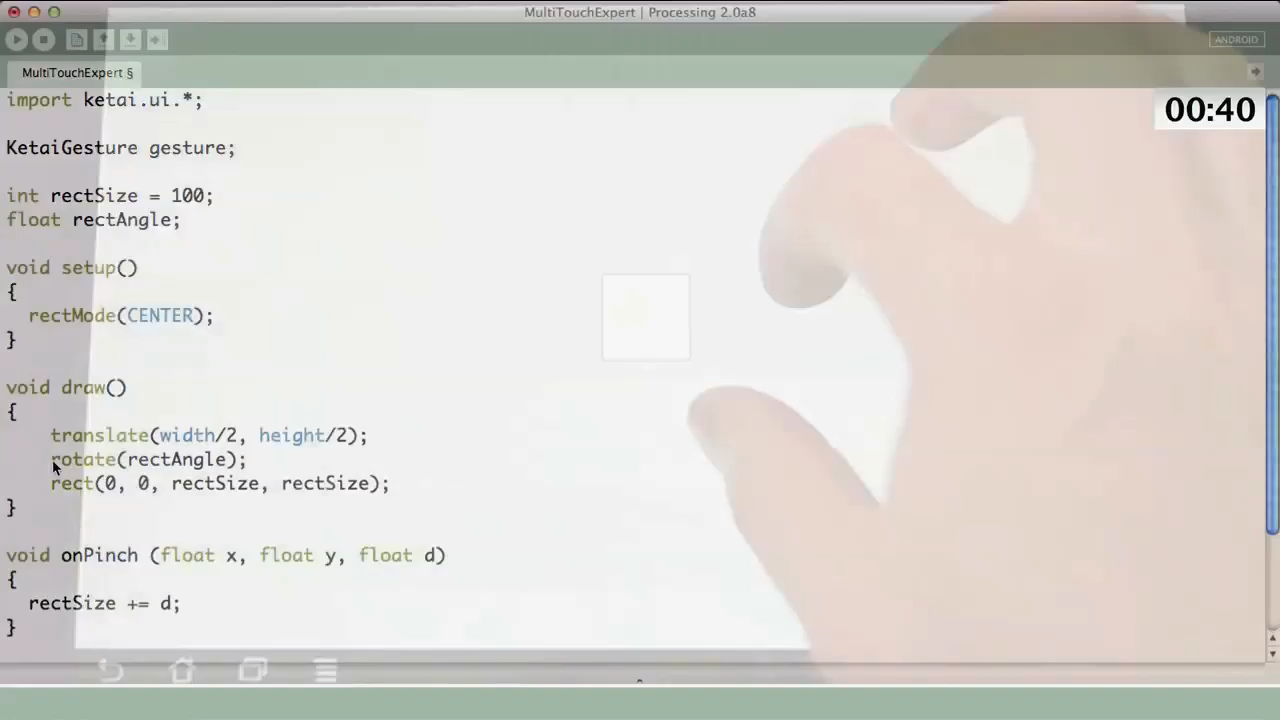 MultiTouchExpert | Processing 2.0a8
ANDROID
MultiTouchExpert §
00:40
import ketai.ui.*;
KetaiGesture gesture;
int rectSize = 100;
float rectAngle;
void setup()
{
rectMode(CENTER);
}
void draw()
{
translate(width/2, height/2);
rotate(rectAngle);
rect(0, 0, rectSize, rectSize);
}
void onPinch (float x, float y, float d)
{
rectSize += d;
}